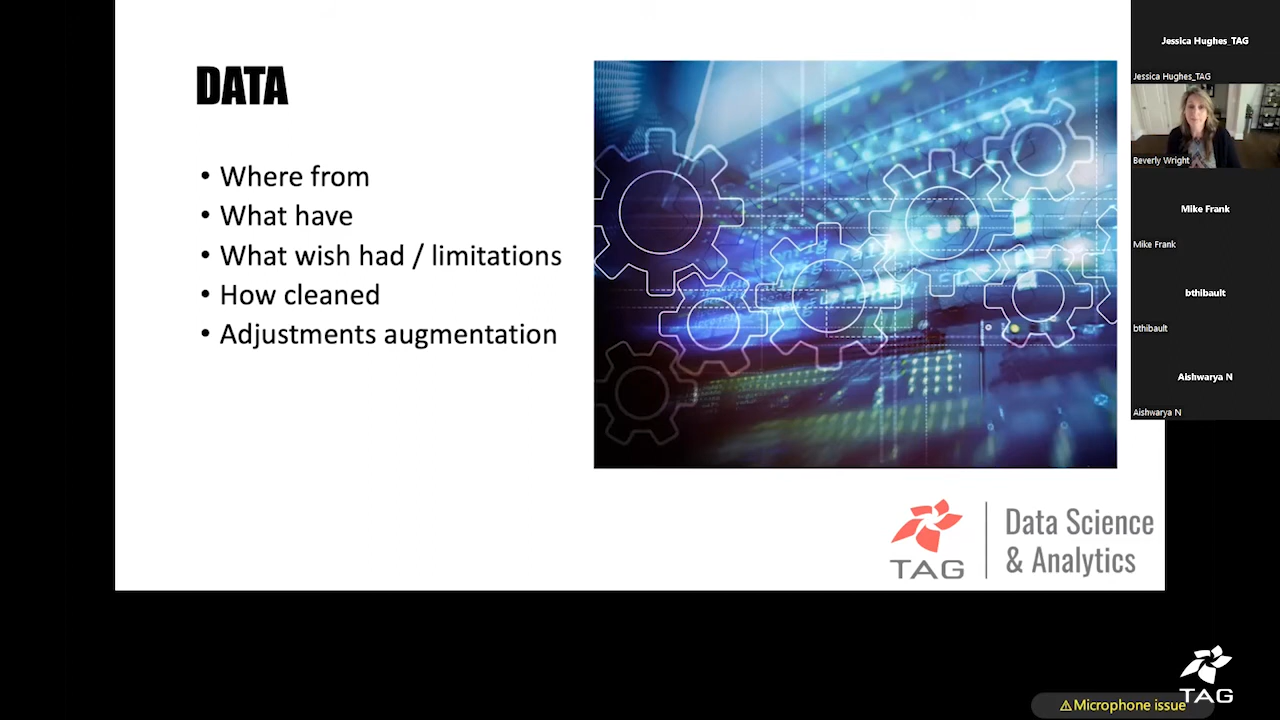 DATA
• Where from
• What have
• What wish had / limitations
• How cleaned
• Adjustments augmentation
TAG
Data Science
& Analytics
Jessica Hughes_TAG
Jessica Hughes_TAG
Beverly Wright
Mike Frank
Mike Frank
bthibault
bthibault
Aishwarya N
Aishwarya N
TAG
⚠Microphone issue